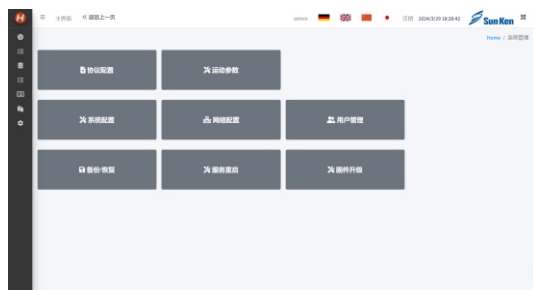 主界面 返回上一页 admin 注销 2024/3/29 18:28:42 Sun Ken
Home / 系统管理
协议配置 运动参数
系统配置 网络配置 用户管理
备份·恢复 服务重启 固件升级